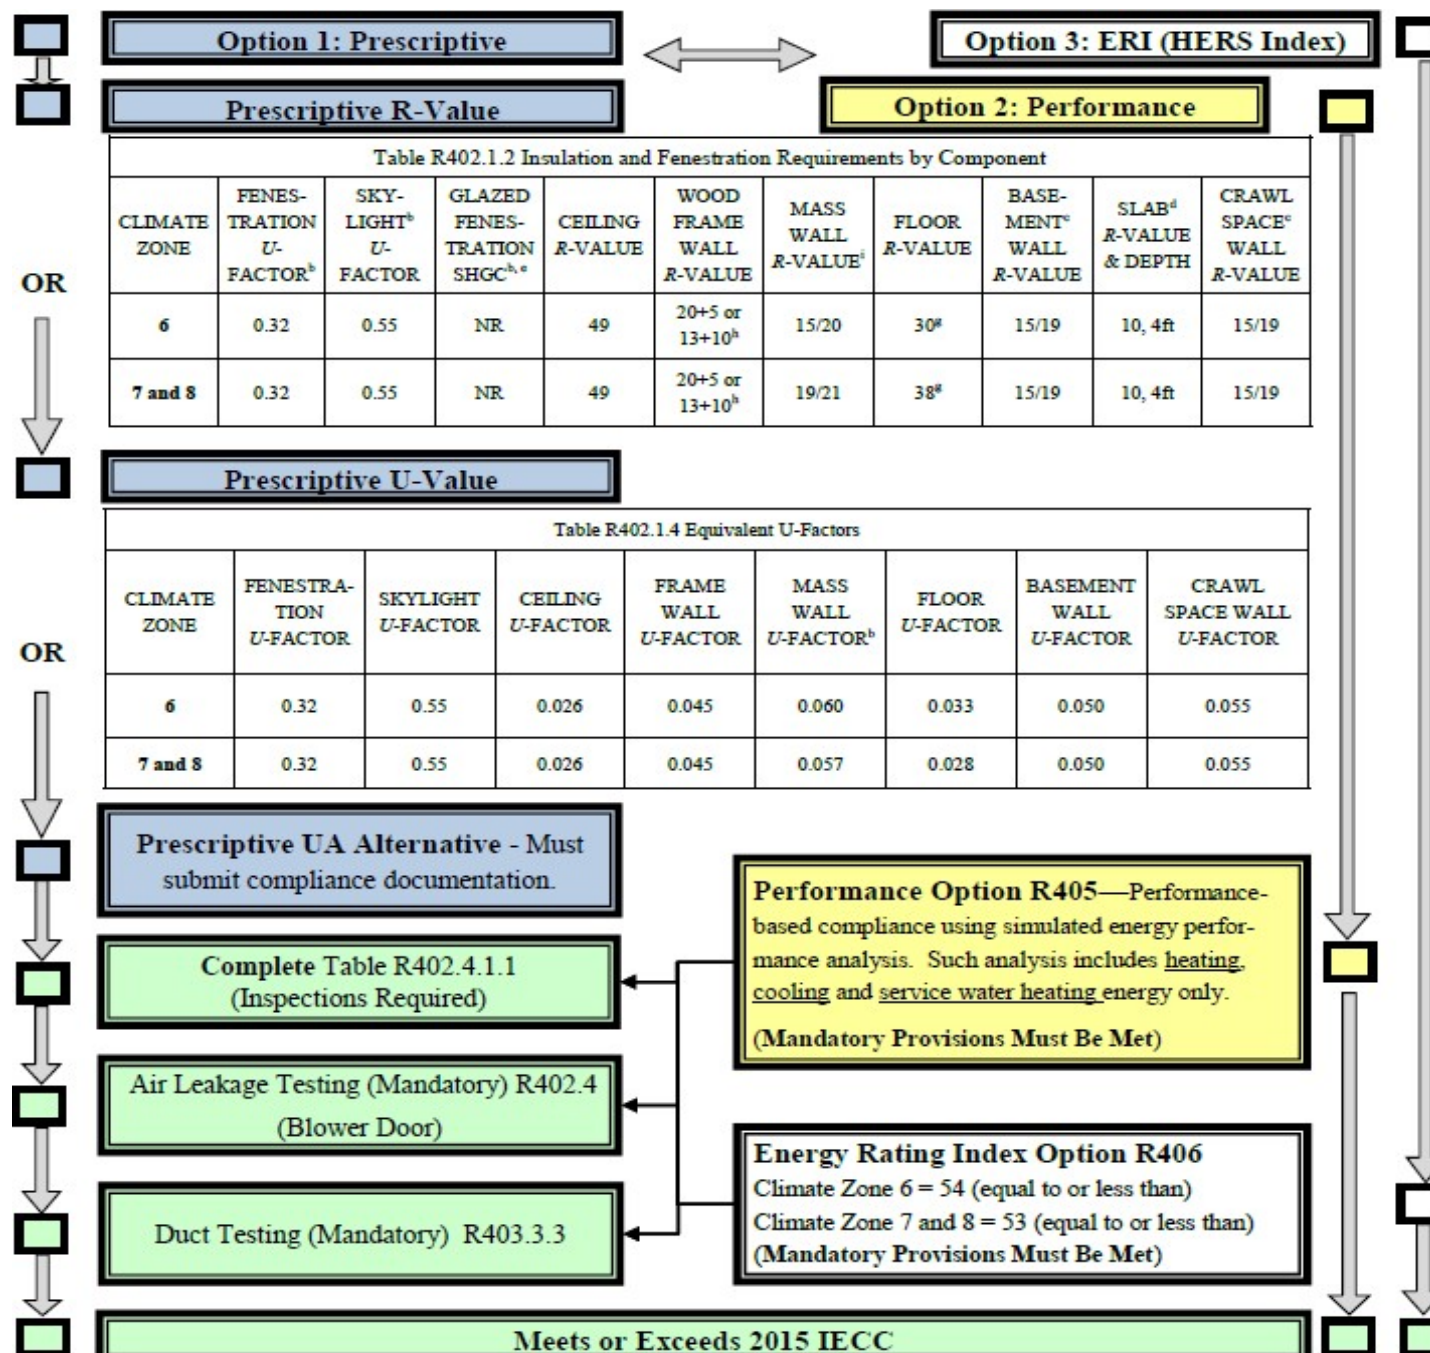 Option 1: Prescriptive
Option 3: ERI (HERS Index)
Prescriptive R-Value
Option 2: Performance
Table R402.1.2 Insulation and Fenestration Requirements by Component
CLIMATE ZONE
FENES-TRATION U-FACTORᵇ
SKY-LIGHTᵇ U-FACTOR
GLAZED FENES-TRATION SHGCᵇ, ᵉ
CEILING R-VALUE
WOOD FRAME WALL R-VALUE
MASS WALL R-VALUEⁱ
FLOOR R-VALUE
BASE-MENTᶜ WALL R-VALUE
SLABᵈ R-VALUE & DEPTH
CRAWL SPACEᶜ WALL R-VALUE
6 0.32 0.55 NR 49 20+5 or 13+10ʰ 15/20 30ᵍ 15/19 10, 4ft 15/19
7 and 8 0.32 0.55 NR 49 20+5 or 13+10ʰ 19/21 38ᵍ 15/19 10, 4ft 15/19
OR
Prescriptive U-Value
Table R402.1.4 Equivalent U-Factors
CLIMATE ZONE
FENESTRA-TION U-FACTOR
SKYLIGHT U-FACTOR
CEILING U-FACTOR
FRAME WALL U-FACTOR
MASS WALL U-FACTORᵇ
FLOOR U-FACTOR
BASEMENT WALL U-FACTOR
CRAWL SPACE WALL U-FACTOR
6 0.32 0.55 0.026 0.045 0.060 0.033 0.050 0.055
7 and 8 0.32 0.55 0.026 0.045 0.057 0.028 0.050 0.055
OR
Prescriptive UA Alternative - Must
submit compliance documentation.
Complete Table R402.4.1.1
(Inspections Required)
Air Leakage Testing (Mandatory) R402.4
(Blower Door)
Duct Testing (Mandatory) R403.3.3
Performance Option R405—Performance-
based compliance using simulated energy perfor-
mance analysis. Such analysis includes heating,
cooling and service water heating energy only.
(Mandatory Provisions Must Be Met)
Energy Rating Index Option R406
Climate Zone 6 = 54 (equal to or less than)
Climate Zone 7 and 8 = 53 (equal to or less than)
(Mandatory Provisions Must Be Met)
Meets or Exceeds 2015 IECC